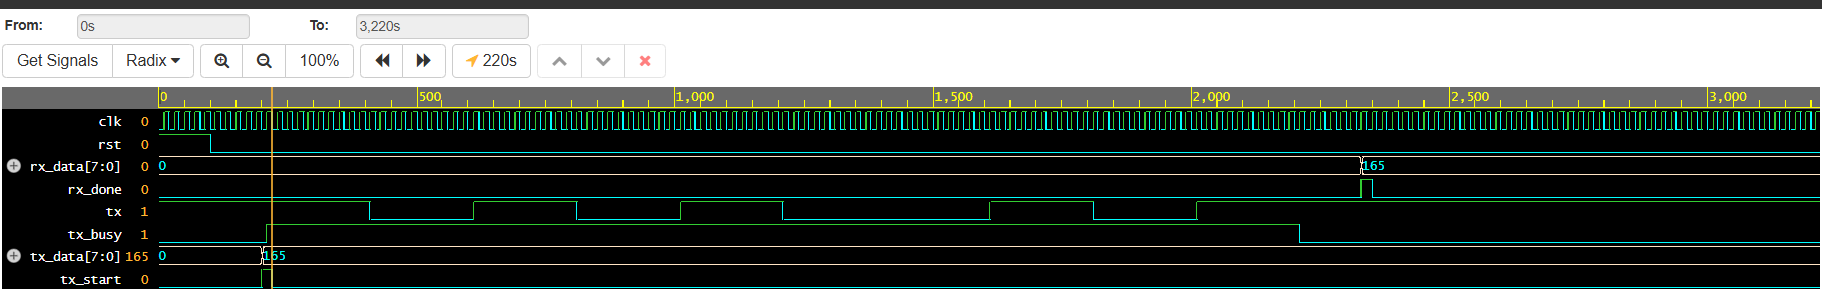 From: 0s To: 3,220s
Get Signals Radix 100% 220s
0 500 1,000 1,500 2,000 2,500 3,000
clk 0
rst 0
rx_data[7:0] 0 0 165
rx_done 0
tx 1
tx_busy 1
tx_data[7:0] 165 0 165
tx_start 0